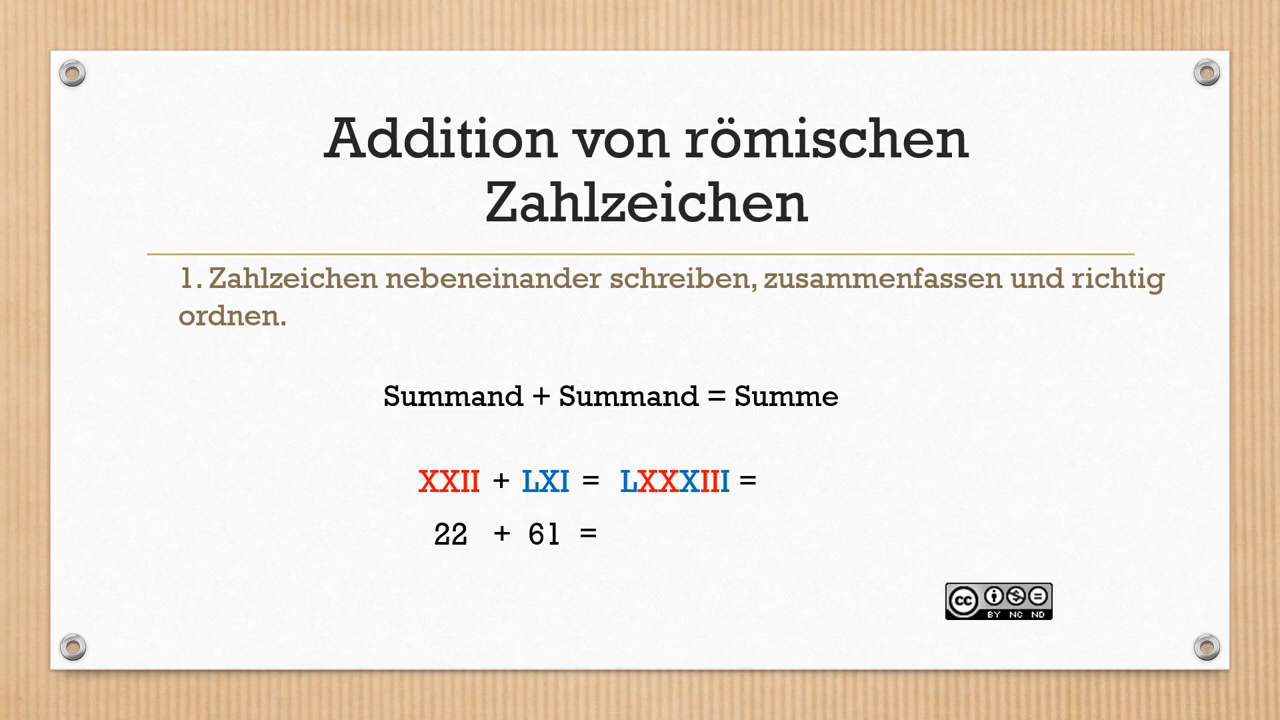 Addition von römischen
Zahlzeichen
1. Zahlzeichen nebeneinander schreiben, zusammenfassen und richtig
ordnen.
Summand + Summand = Summe
XXII + LXI = LXXXIII =
22 + 61 =
cc
BY NC ND